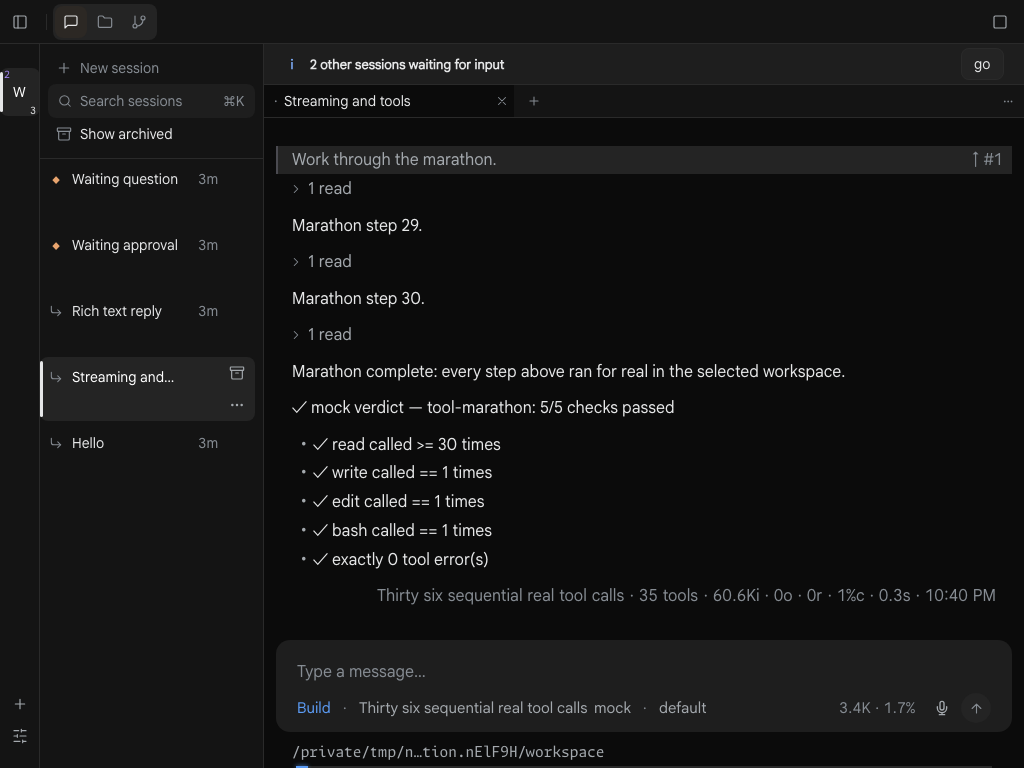 2
W
3
New session
Search sessions ⌘K
Show archived
Waiting question 3m
Waiting approval 3m
Rich text reply 3m
Streaming and...
Hello 3m
2 other sessions waiting for input
go
Streaming and tools
Work through the marathon. ↑ #1
1 read
Marathon step 29.
1 read
Marathon step 30.
1 read
Marathon complete: every step above ran for real in the selected workspace.
✓ mock verdict — tool-marathon: 5/5 checks passed
• ✓ read called >= 30 times
• ✓ write called == 1 times
• ✓ edit called == 1 times
• ✓ bash called == 1 times
• ✓ exactly 0 tool error(s)
Thirty six sequential real tool calls · 35 tools · 60.6Ki · 0o · 0r · 1%c · 0.3s · 10:40 PM
Type a message...
Build · Thirty six sequential real tool calls mock · default 3.4K · 1.7%
/private/tmp/n…tion.nElF9H/workspace